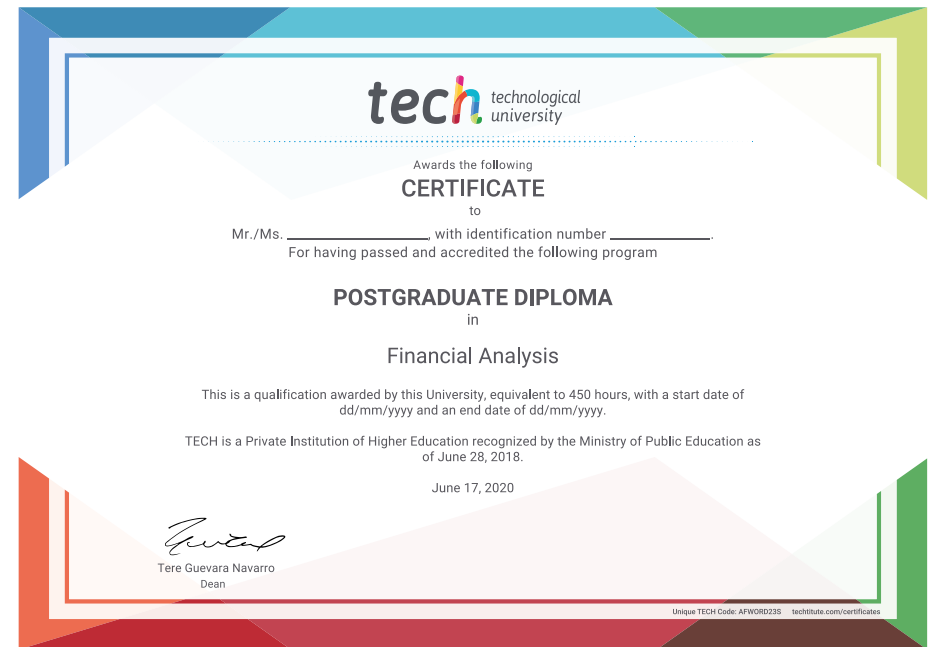 tech technological
university
Awards the following
CERTIFICATE
to
Mr./Ms. ____________________, with identification number ______________.
For having passed and accredited the following program
POSTGRADUATE DIPLOMA
in
Financial Analysis
This is a qualification awarded by this University, equivalent to 450 hours, with a start date of
dd/mm/yyyy and an end date of dd/mm/yyyy.
TECH is a Private Institution of Higher Education recognized by the Ministry of Public Education as
of June 28, 2018.
June 17, 2020
Tere Guevara Navarro
Dean
Unique TECH Code: AFWORD23S techtitute.com/certificates